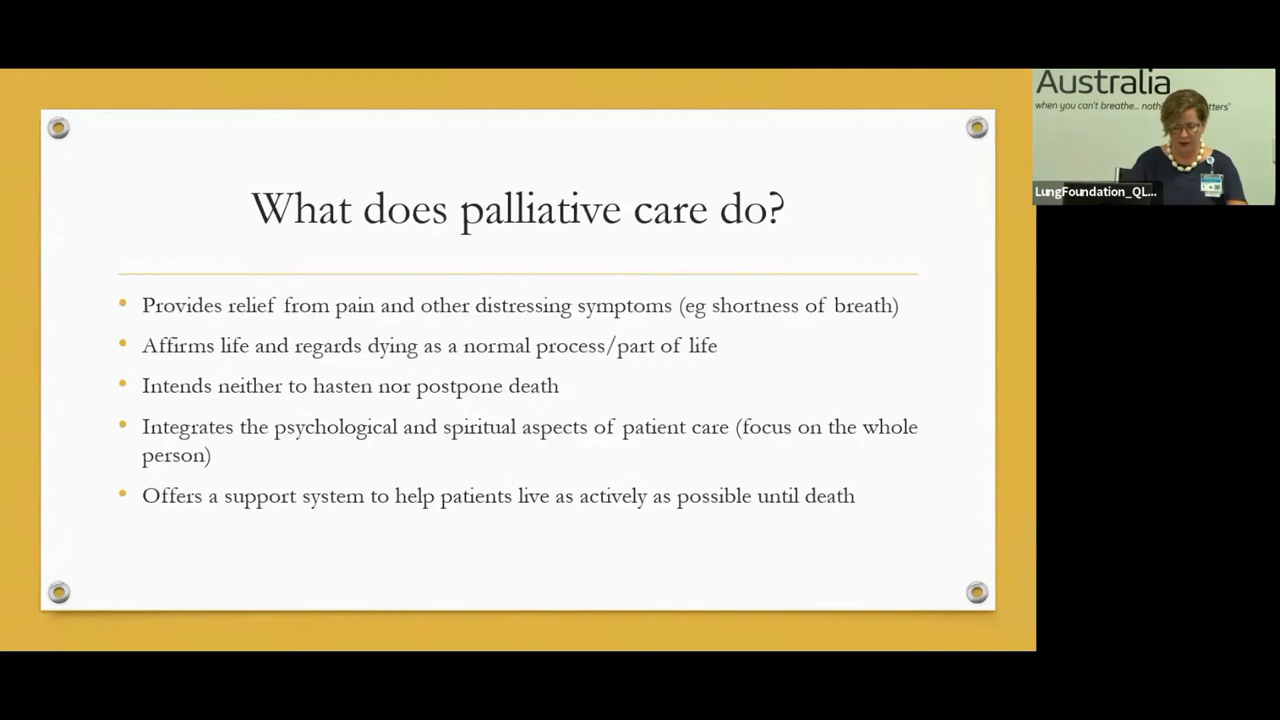 What does palliative care do?
• Provides relief from pain and other distressing symptoms (eg shortness of breath)
• Affirms life and regards dying as a normal process/part of life
• Intends neither to hasten nor postpone death
• Integrates the psychological and spiritual aspects of patient care (focus on the whole
person)
• Offers a support system to help patients live as actively as possible until death
Australia
when you can't breathe...
LungFoundation_QL...